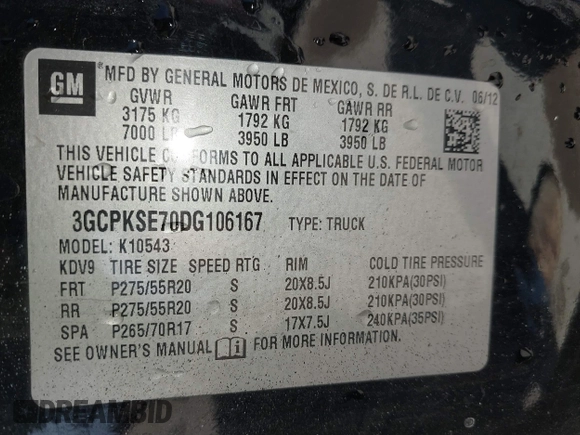 GM
MFD BY GENERAL MOTORS DE MEXICO, S. DE R.L. DE C.V. 06/12
GVWR GAWR FRT GAWR RR
3175 KG 1792 KG 1792 KG
7000 LB 3950 LB 3950 LB
THIS VEHICLE CONFORMS TO ALL APPLICABLE U.S. FEDERAL MOTOR
VEHICLE SAFETY STANDARDS IN EFFECT ON THE DATE OF
MANUFACTURE SHOWN ABOVE.
3GCPKSE70DG106167 TYPE: TRUCK
MODEL: K10543
KDV9 TIRE SIZE SPEED RTG RIM COLD TIRE PRESSURE
FRT P275/55R20 S 20X8.5J 210KPA(30PSI)
RR P275/55R20 S 20X8.5J 210KPA(30PSI)
SPA P265/70R17 S 17X7.5J 240KPA(35PSI)
SEE OWNER'S MANUAL FOR ADDITIONAL INFORMATION.
DREAMBID